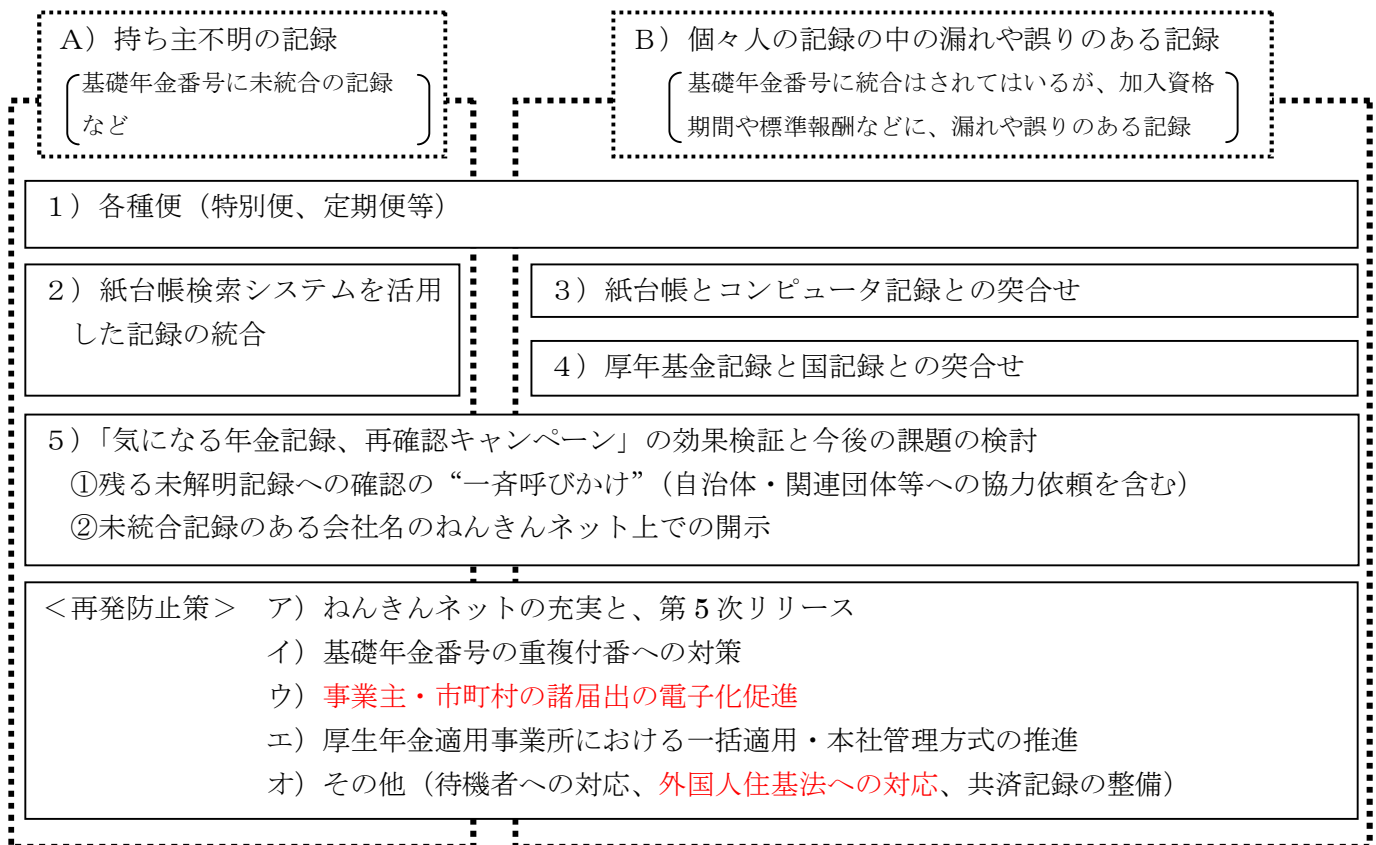 A）持ち主不明の記録
基礎年金番号に未統合の記録
など
B）個々人の記録の中の漏れや誤りのある記録
基礎年金番号に統合はされてはいるが、加入資格
期間や標準報酬などに、漏れや誤りのある記録
1）各種便（特別便、定期便等）
2）紙台帳検索システムを活用
した記録の統合
3）紙台帳とコンピュータ記録との突合せ
4）厚年基金記録と国記録との突合せ
5）「気になる年金記録、再確認キャンペーン」の効果検証と今後の課題の検討
①残る未解明記録への確認の“一斉呼びかけ”（自治体・関連団体等への協力依頼を含む）
②未統合記録のある会社名のねんきんネット上での開示
＜再発防止策＞　ア）ねんきんネットの充実と、第5次リリース
イ）基礎年金番号の重複付番への対策
ウ）事業主・市町村の諸届出の電子化促進
エ）厚生年金適用事業所における一括適用・本社管理方式の推進
オ）その他（待機者への対応、外国人住基法への対応、共済記録の整備）